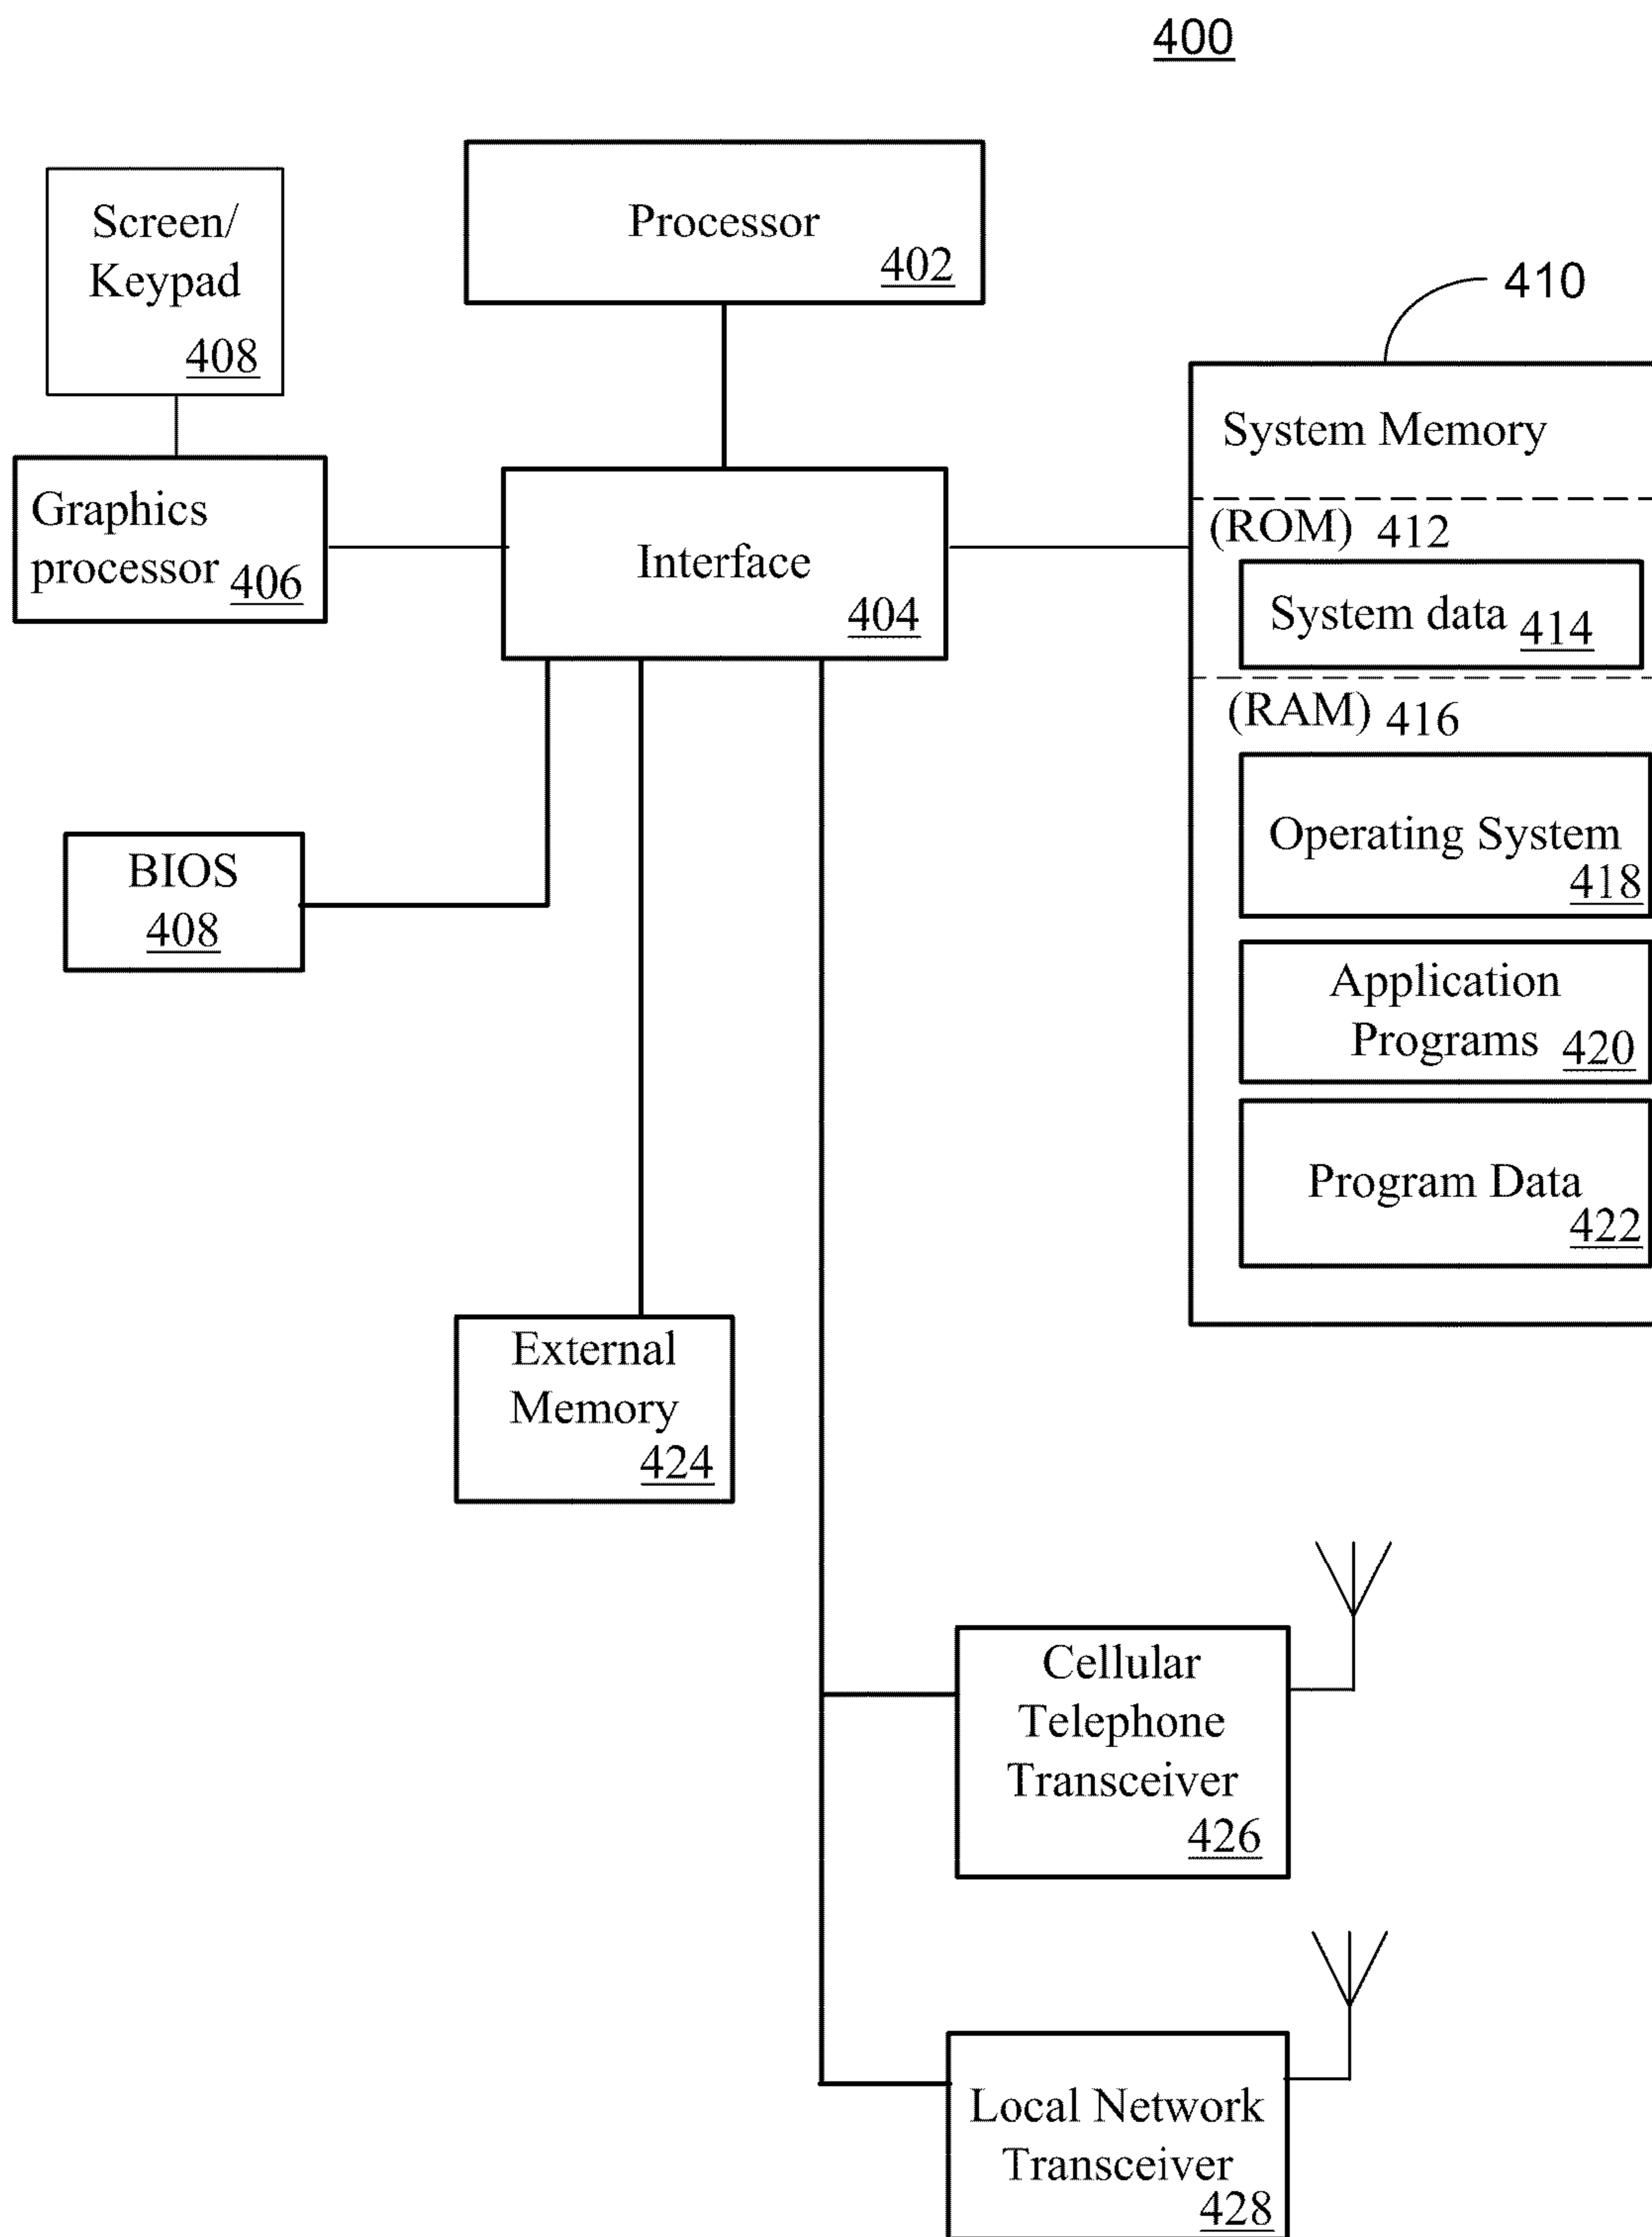 400
Screen/
Keypad
408
Processor
402
410
Graphics
processor 406
Interface
404
System Memory
(ROM) 412
System data 414
(RAM) 416
Operating System
418
Application
Programs 420
Program Data
422
BIOS
408
External
Memory
424
Cellular
Telephone
Transceiver
426
Local Network
Transceiver
428